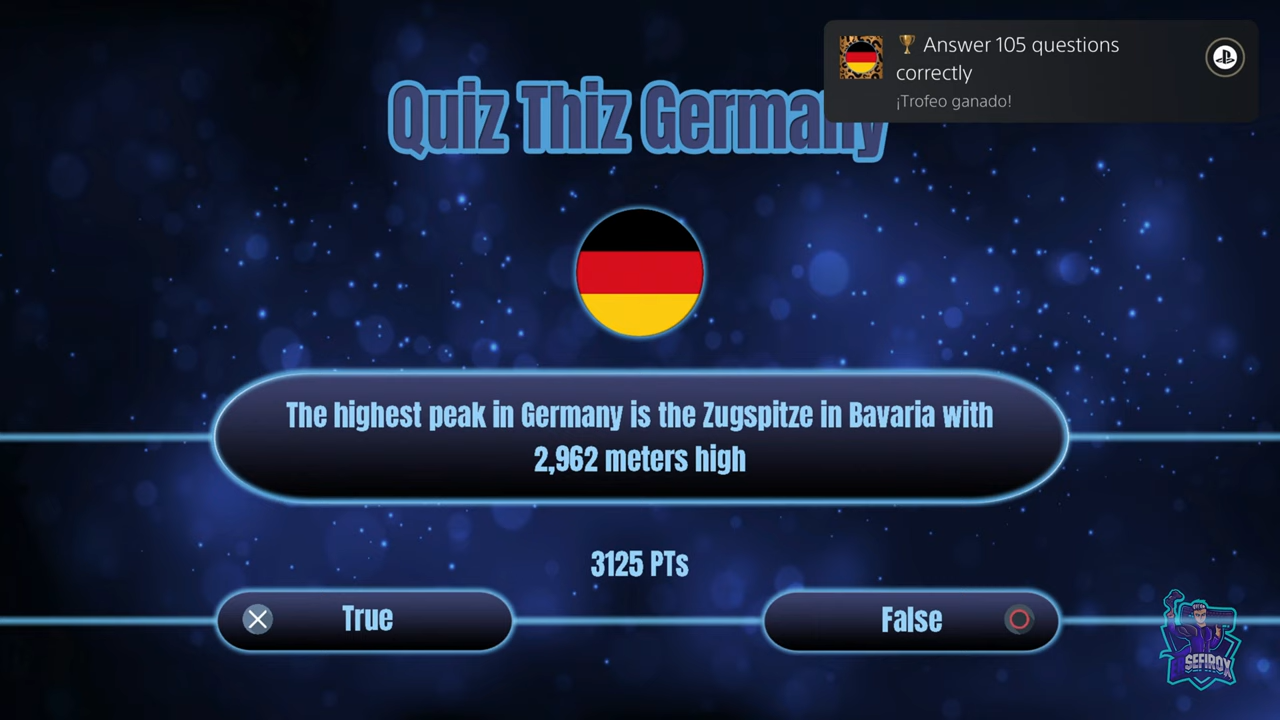 Answer 105 questions
correctly
¡Trofeo ganado!
Quiz Thiz Germany
The highest peak in Germany is the Zugspitze in Bavaria with
2,962 meters high
3125 PTs
True
False
SEFIROX